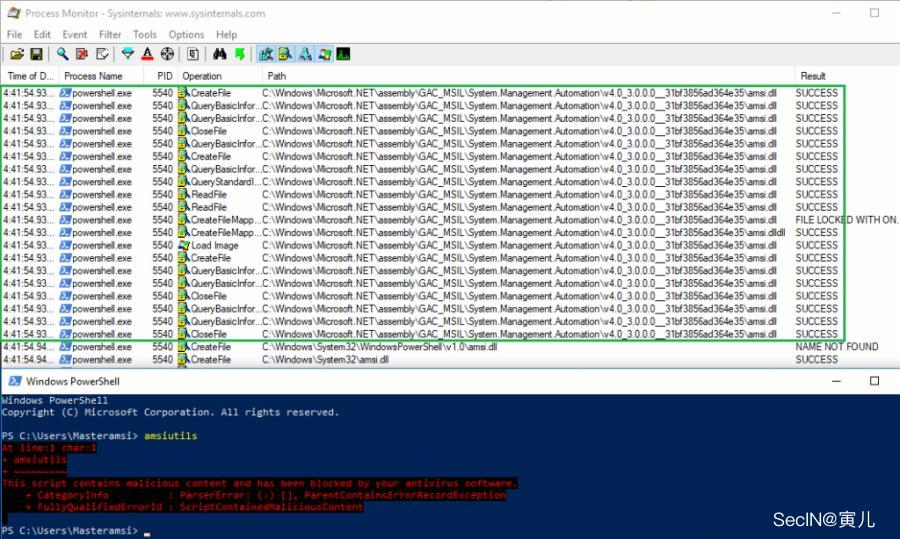 Process Monitor - Sysinternals: www.sysinternals.com
File Edit Event Filter Tools Options Help
Time of D... Process Name PID Operation Path Result
4:41:54.93... powershell.exe 5540 CreateFile C:\Windows\Microsoft.NET\assembly\GAC_MSIL\System.Management.Automation\v4.0_3.0.0.0__31bf3856ad364e35\amsi.dll SUCCESS
4:41:54.93... powershell.exe 5540 QueryBasicInfor... C:\Windows\Microsoft.NET\assembly\GAC_MSIL\System.Management.Automation\v4.0_3.0.0.0__31bf3856ad364e35\amsi.dll SUCCESS
4:41:54.93... powershell.exe 5540 QueryBasicInfor... C:\Windows\Microsoft.NET\assembly\GAC_MSIL\System.Management.Automation\v4.0_3.0.0.0__31bf3856ad364e35\amsi.dll SUCCESS
4:41:54.93... powershell.exe 5540 CloseFile C:\Windows\Microsoft.NET\assembly\GAC_MSIL\System.Management.Automation\v4.0_3.0.0.0__31bf3856ad364e35\amsi.dll SUCCESS
4:41:54.93... powershell.exe 5540 QueryBasicInfor... C:\Windows\Microsoft.NET\assembly\GAC_MSIL\System.Management.Automation\v4.0_3.0.0.0__31bf3856ad364e35\amsi.dll SUCCESS
4:41:54.93... powershell.exe 5540 CreateFile C:\Windows\Microsoft.NET\assembly\GAC_MSIL\System.Management.Automation\v4.0_3.0.0.0__31bf3856ad364e35\amsi.dll SUCCESS
4:41:54.93... powershell.exe 5540 QueryBasicInfor... C:\Windows\Microsoft.NET\assembly\GAC_MSIL\System.Management.Automation\v4.0_3.0.0.0__31bf3856ad364e35\amsi.dll SUCCESS
4:41:54.93... powershell.exe 5540 QueryStandardI... C:\Windows\Microsoft.NET\assembly\GAC_MSIL\System.Management.Automation\v4.0_3.0.0.0__31bf3856ad364e35\amsi.dll SUCCESS
4:41:54.93... powershell.exe 5540 ReadFile C:\Windows\Microsoft.NET\assembly\GAC_MSIL\System.Management.Automation\v4.0_3.0.0.0__31bf3856ad364e35\amsi.dll SUCCESS
4:41:54.93... powershell.exe 5540 ReadFile C:\Windows\Microsoft.NET\assembly\GAC_MSIL\System.Management.Automation\v4.0_3.0.0.0__31bf3856ad364e35\amsi.dll SUCCESS
4:41:54.93... powershell.exe 5540 CreateFileMapp... C:\Windows\Microsoft.NET\assembly\GAC_MSIL\System.Management.Automation\v4.0_3.0.0.0__31bf3856ad364e35\amsi.dll FILE LOCKED WITH ON.
4:41:54.93... powershell.exe 5540 CreateFileMapp... C:\Windows\Microsoft.NET\assembly\GAC_MSIL\System.Management.Automation\v4.0_3.0.0.0__31bf3856ad364e35\amsi.dlldll SUCCESS
4:41:54.93... powershell.exe 5540 Load Image C:\Windows\Microsoft.NET\assembly\GAC_MSIL\System.Management.Automation\v4.0_3.0.0.0__31bf3856ad364e35\amsi.dll SUCCESS
4:41:54.93... powershell.exe 5540 CreateFile C:\Windows\Microsoft.NET\assembly\GAC_MSIL\System.Management.Automation\v4.0_3.0.0.0__31bf3856ad364e35\amsi.dll SUCCESS
4:41:54.93... powershell.exe 5540 QueryBasicInfor... C:\Windows\Microsoft.NET\assembly\GAC_MSIL\System.Management.Automation\v4.0_3.0.0.0__31bf3856ad364e35\amsi.dll SUCCESS
4:41:54.93... powershell.exe 5540 QueryBasicInfor... C:\Windows\Microsoft.NET\assembly\GAC_MSIL\System.Management.Automation\v4.0_3.0.0.0__31bf3856ad364e35\amsi.dll SUCCESS
4:41:54.93... powershell.exe 5540 CloseFile C:\Windows\Microsoft.NET\assembly\GAC_MSIL\System.Management.Automation\v4.0_3.0.0.0__31bf3856ad364e35\amsi.dll SUCCESS
4:41:54.93... powershell.exe 5540 QueryBasicInfor... C:\Windows\Microsoft.NET\assembly\GAC_MSIL\System.Management.Automation\v4.0_3.0.0.0__31bf3856ad364e35\amsi.dll SUCCESS
4:41:54.93... powershell.exe 5540 QueryBasicInfor... C:\Windows\Microsoft.NET\assembly\GAC_MSIL\System.Management.Automation\v4.0_3.0.0.0__31bf3856ad364e35\amsi.dll SUCCESS
4:41:54.93... powershell.exe 5540 CloseFile C:\Windows\Microsoft.NET\assembly\GAC_MSIL\System.Management.Automation\v4.0_3.0.0.0__31bf3856ad364e35\amsi.dll SUCCESS
4:41:54.94... powershell.exe 5540 CreateFile C:\Windows\System32\WindowsPowerShell\v1.0\amsi.dll NAME NOT FOUND
4:41:54.94... powershell.exe 5540 CreateFile C:\Windows\System32\amsi.dll SUCCESS
Windows PowerShell
Windows PowerShell
Copyright (C) Microsoft Corporation. All rights reserved.
PS C:\Users\Masteramsi> amsiutils
At line:1 char:1
+ amsiutils
+ ~~~~~~~~~
This script contains malicious content and has been blocked by your antivirus software.
+ CategoryInfo : ParserError: (:) [], ParentContainsErrorRecordException
+ FullyQualifiedErrorId : ScriptContainedMaliciousContent
PS C:\Users\Masteramsi>
SecIN@寅儿